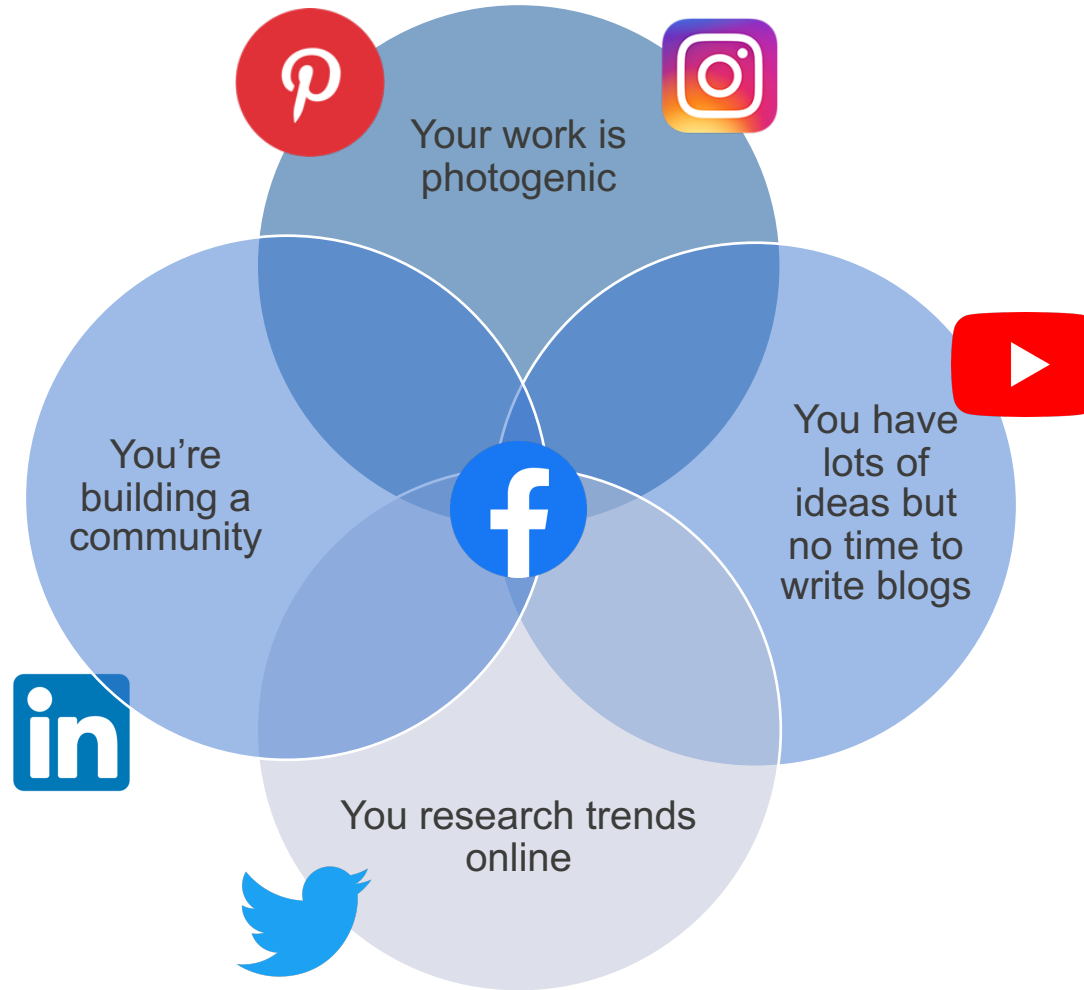 Your work is
photogenic
You're
building a
community
You have
lots of
ideas but
no time to
write blogs
in
You research trends
online